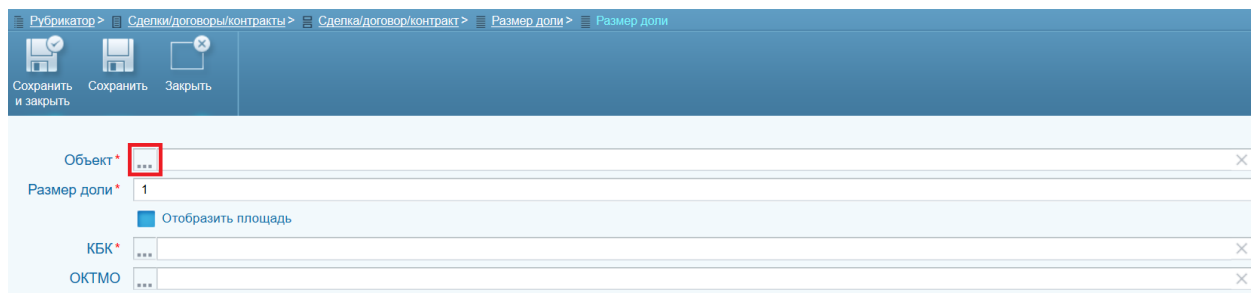 Рубрикатор > Сделки/договоры/контракты > Сделка/договор/контракт > Размер доли > Размер доли
Сохранить и закрыть
Сохранить
Закрыть
Объект * ...
Размер доли * 1
Отобразить площадь
КБК * ...
ОКТМО ...